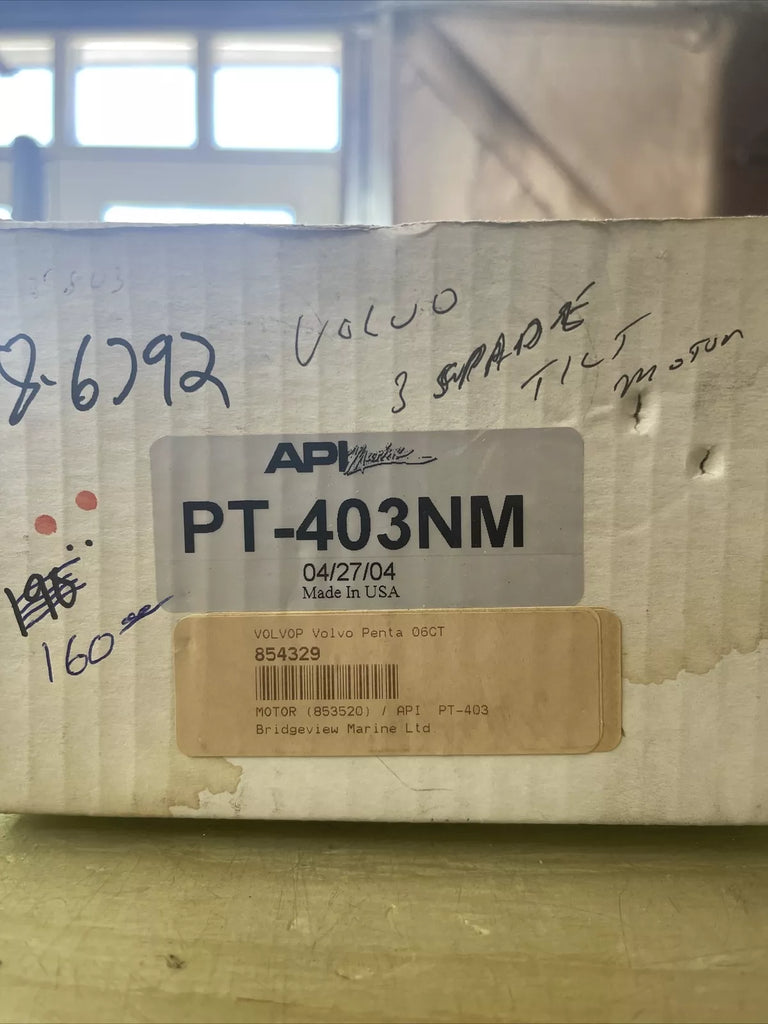 VOLVO
3 SPADE
TILT
MOTOR
8-6792
API Marine
PT-403NM
04/27/04
Made In USA
160
VOLVOP Volvo Penta 06CT
854329
MOTOR (853520) / API PT-403
Bridgeview Marine Ltd